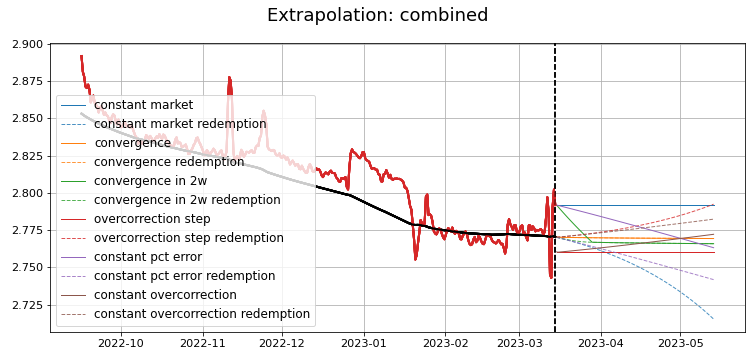 Extrapolation: combined
2.900
2.875
2.850
2.825
2.800
2.775
2.750
2.725
constant market
constant market redemption
convergence
convergence redemption
convergence in 2w
convergence in 2w redemption
overcorrection step
overcorrection step redemption
constant pct error
constant pct error redemption
constant overcorrection
constant overcorrection redemption
2022-10
2022-11
2022-12
2023-01
2023-02
2023-03
2023-04
2023-05